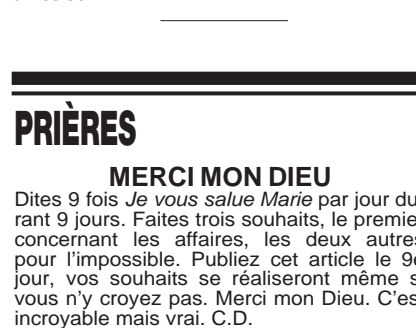 PRIÈRES
MERCI MON DIEU
Dites 9 fois Je vous salue Marie par jour du-
rant 9 jours. Faites trois souhaits, le premie
concernant les affaires, les deux autres
pour l'impossible. Publiez cet article le 9e
jour, vos souhaits se réaliseront même s
vous n'y croyez pas. Merci mon Dieu. C'es
incroyable mais vrai. C.D.